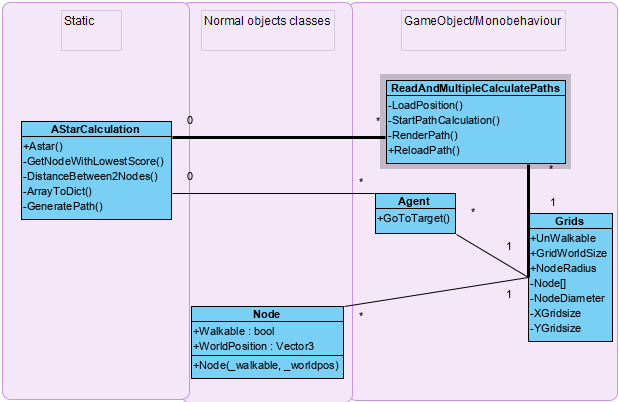 Static
Normal objects classes
GameObject/Monobehaviour
ReadAndMultipleCalculatePaths
-LoadPosition()
-StartPathCalculation()
-RenderPath()
+ReloadPath()
AStarCalculation
+Astar()
-GetNodeWithLowestScore()
-DistanceBetween2Nodes()
-ArrayToDict()
-GeneratePath()
0
*
0
*
*
1
Agent
+GoToTarget()
*
1
Grids
+UnWalkable
+GridWorldSize
+NodeRadius
-Node[]
-NodeDiameter
-XGridsize
-YGridsize
1
*
Node
+Walkable : bool
+WorldPosition : Vector3
+Node(_walkable, _worldpos)